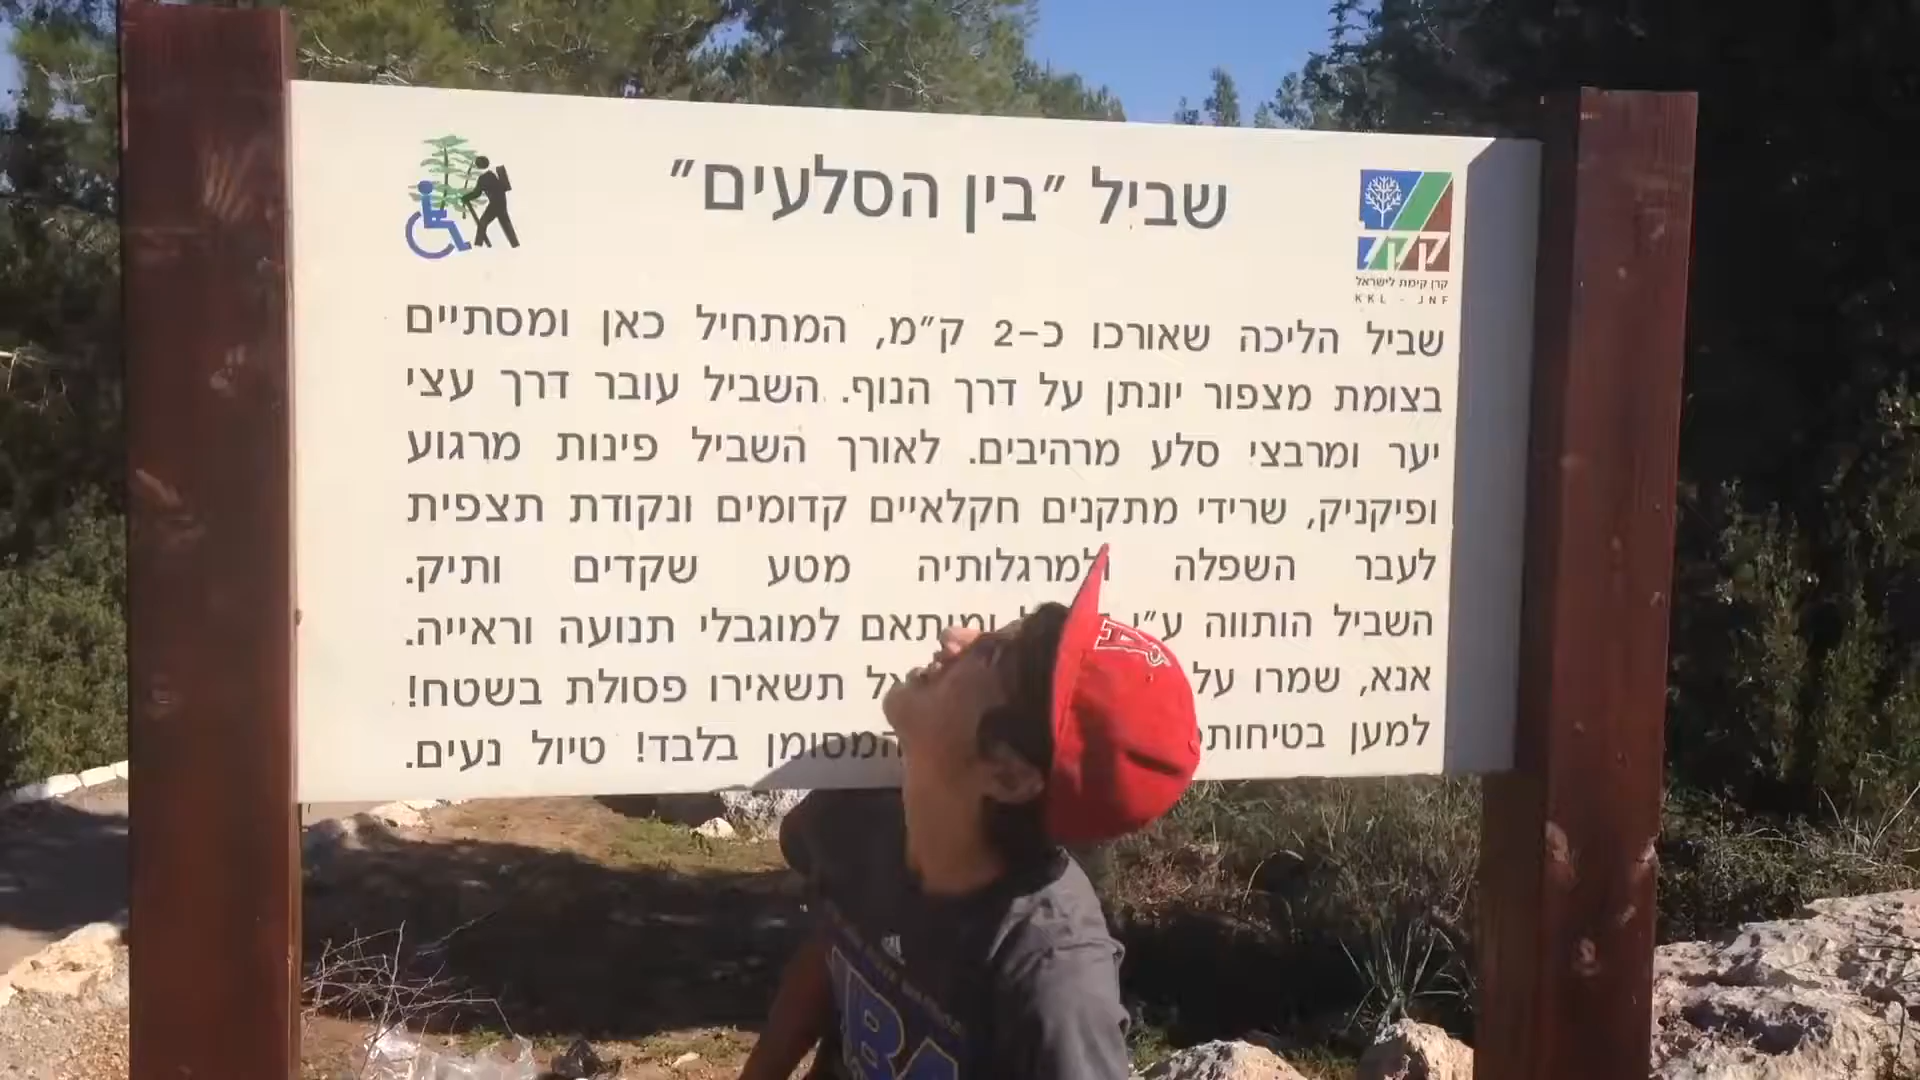 שביל "בין הסלעים"
קק"ל
קרן קימת לישראל
KKL - JNF
שביל הליכה שאורכו כ-2 ק"מ, המתחיל כאן ומסתיים
בצומת מצפור יונתן על דרך הנוף. השביל עובר דרך עצי
יער ומרבצי סלע מרהיבים. לאורך השביל פינות מרגוע
ופיקניק, שרידי מתקנים חקלאיים קדומים ונקודת תצפית
לעבר השפלה ולמרגלותיה מטע שקדים ותיק.
השביל הותווה ע"י ומותאם למוגבלי תנועה וראייה.
אנא, שמרו על אל תשאירו פסולת בשטח!
למען המסומן בלבד! טיול נעים.
A